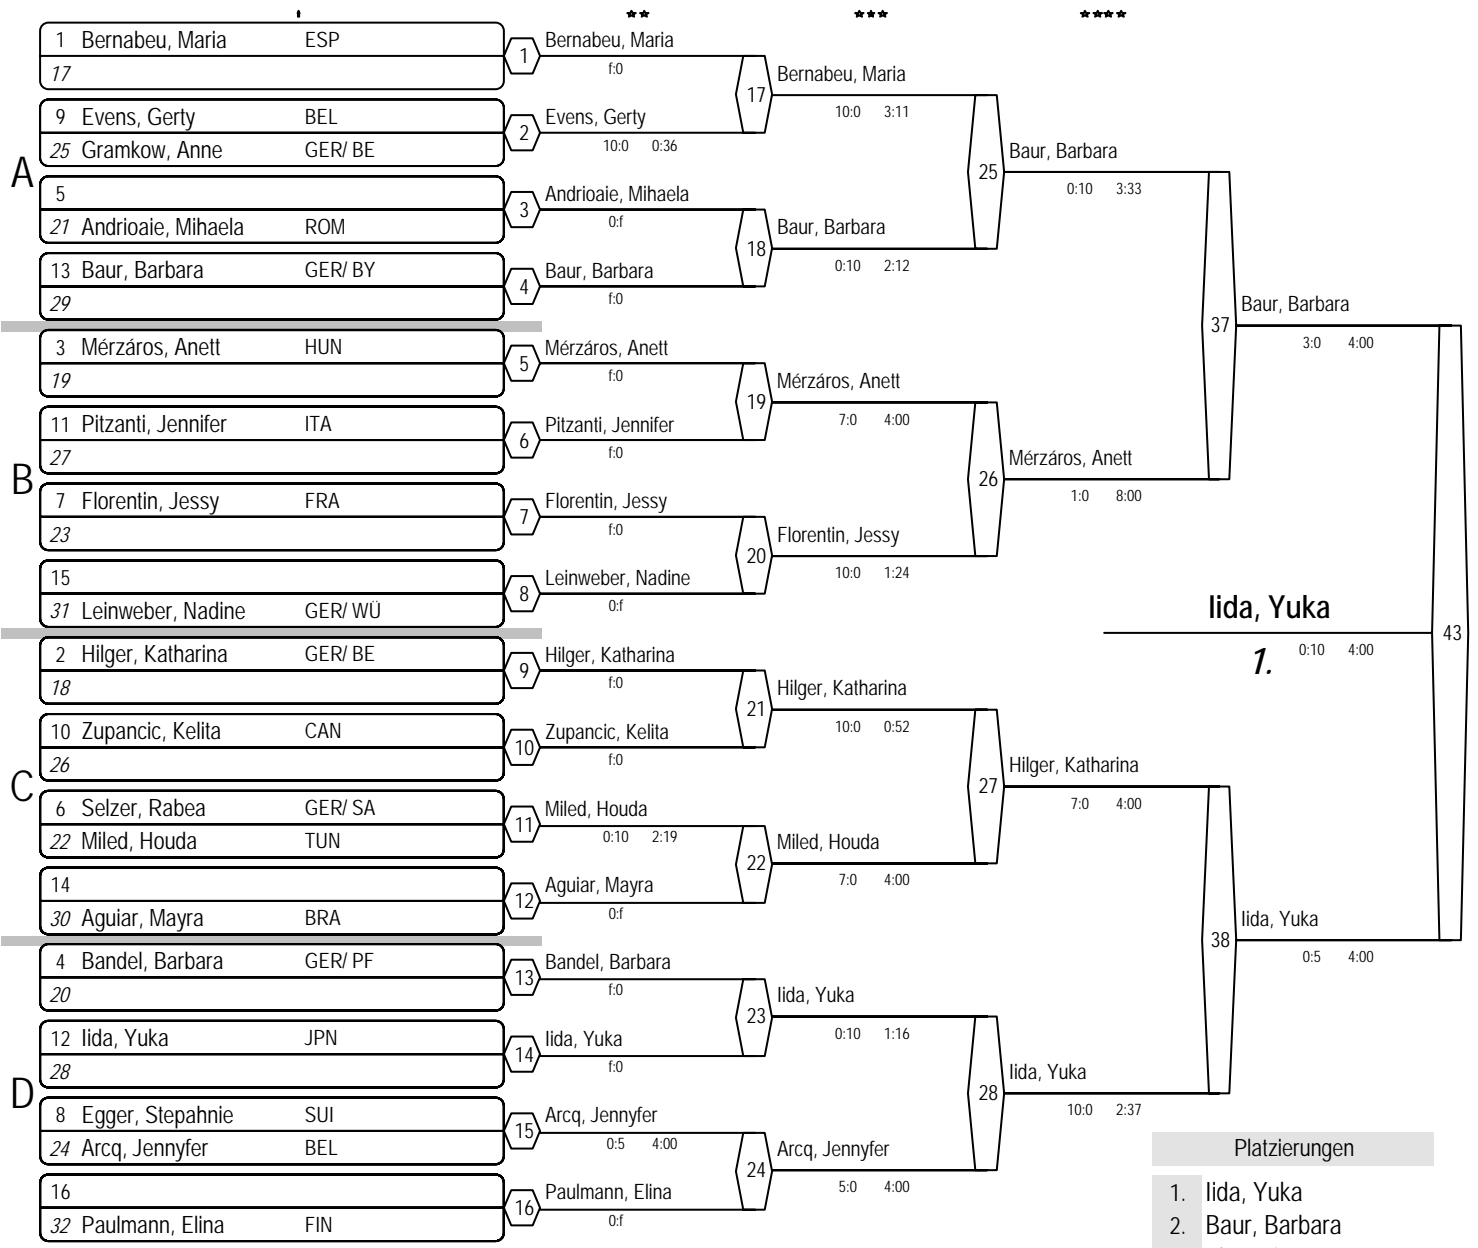 A
1 Bernabeu, Maria ESP
17
9 Evens, Gerty BEL
25 Gramkow, Anne GER/ BE
5
21 Andrioaie, Mihaela ROM
13 Baur, Barbara GER/ BY
29
B
3 Mérzáros, Anett HUN
19
11 Pitzanti, Jennifer ITA
27
7 Florentin, Jessy FRA
23
15
31 Leinweber, Nadine GER/ WÜ
C
2 Hilger, Katharina GER/ BE
18
10 Zupancic, Kelita CAN
26
6 Selzer, Rabea GER/ SA
22 Miled, Houda TUN
14
30 Aguiar, Mayra BRA
D
4 Bandel, Barbara GER/ PF
20
12 Iida, Yuka JPN
28
8 Egger, Stepahnie SUI
24 Arcq, Jennyfer BEL
16
32 Paulmann, Elina FIN
1 Bernabeu, Maria
f:0
2 Evens, Gerty
10:0 0:36
3 Andrioaie, Mihaela
0:f
4 Baur, Barbara
f:0
5 Mérzáros, Anett
f:0
6 Pitzanti, Jennifer
f:0
7 Florentin, Jessy
f:0
8 Leinweber, Nadine
0:f
9 Hilger, Katharina
f:0
10 Zupancic, Kelita
f:0
11 Miled, Houda
0:10 2:19
12 Aguiar, Mayra
0:f
13 Bandel, Barbara
f:0
14 Iida, Yuka
f:0
15 Arcq, Jennyfer
0:5 4:00
16 Paulmann, Elina
0:f
17 Bernabeu, Maria
10:0 3:11
18 Baur, Barbara
0:10 2:12
19 Mérzáros, Anett
7:0 4:00
20 Florentin, Jessy
10:0 1:24
21 Hilger, Katharina
10:0 0:52
22 Miled, Houda
7:0 4:00
23 Iida, Yuka
0:10 1:16
24 Arcq, Jennyfer
5:0 4:00
25 Baur, Barbara
0:10 3:33
26 Mérzáros, Anett
1:0 8:00
27 Hilger, Katharina
7:0 4:00
28 Iida, Yuka
10:0 2:37
37 Baur, Barbara
3:0 4:00
38 Iida, Yuka
0:5 4:00
43
Iida, Yuka
1. 0:10 4:00
Platzierungen
1. Iida, Yuka
2. Baur, Barbara